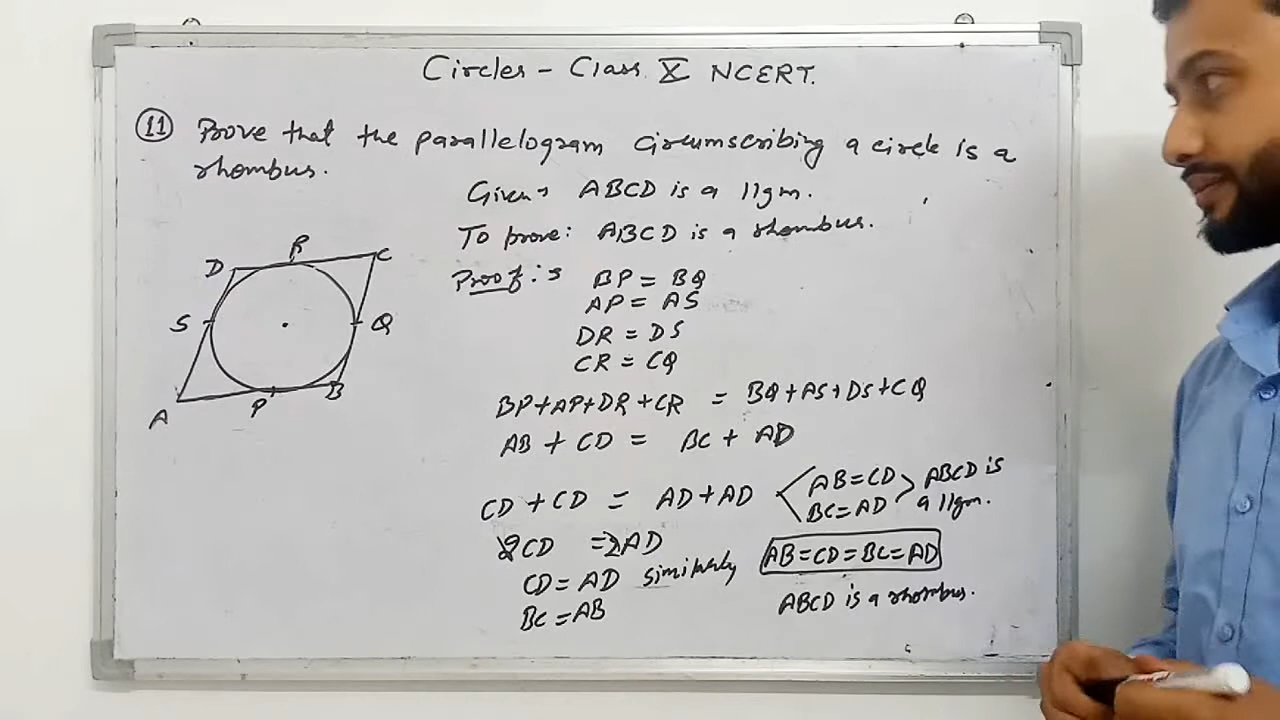 Circles - Class X NCERT.
11 Prove that the parallelogram circumscribing a circle is a
rhombus.
Given → ABCD is a 11gm.
To prove: ABCD is a rhombus.
Proof :→ BP = BQ
AP = AS
DR = DS
CR = CQ
BP+AP+DR+CR = BQ+AS+DS+CQ
AB + CD = BC + AD
CD + CD = AD + AD < AB = CD > ABCD is
BC = AD a 11gm.
2CD = 2AD
CD = AD similarly AB = CD = BC = AD
BC = AB ABCD is a rhombus.
D R C
S Q
A P B